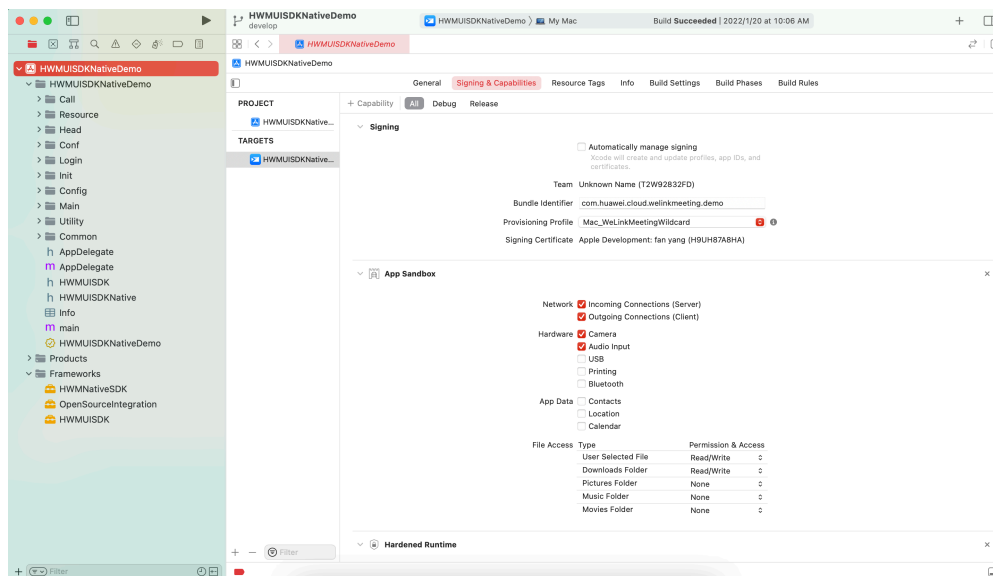 HWMUISDKNativeDemo
develop
HWMUISDKNativeDemo
My Mac
Build Succeeded | 2022/1/20 at 10:06 AM
HWMUISDKNativeDemo
HWMUISDKNativeDemo
HWMUISDKNativeDemo
HWMUISDKNativeDemo
Call
Resource
Head
Conf
Login
Init
Config
Main
Utility
Common
h AppDelegate
m AppDelegate
h HWMUISDK
h HWMUISDKNative
Info
m main
HWMUISDKNativeDemo
Products
Frameworks
HWMNativeSDK
OpenSourceIntegration
HWMUISDK
Filter
General Signing & Capabilities Resource Tags Info Build Settings Build Phases Build Rules
PROJECT
HWMUISDKNative...
TARGETS
HWMUISDKNative...
Filter
+ Capability All Debug Release
Signing
Automatically manage signing
Xcode will create and update profiles, app IDs, and
certificates.
Team Unknown Name (T2W92832FD)
Bundle Identifier com.huawei.cloud.welinkmeeting.demo
Provisioning Profile Mac_WeLinkMeetingWildcard
Signing Certificate Apple Development: fan yang (H9UH87A8HA)
App Sandbox
Network Incoming Connections (Server)
Outgoing Connections (Client)
Hardware Camera
Audio Input
USB
Printing
Bluetooth
App Data Contacts
Location
Calendar
File Access Type Permission & Access
User Selected File Read/Write
Downloads Folder Read/Write
Pictures Folder None
Music Folder None
Movies Folder None
Hardened Runtime